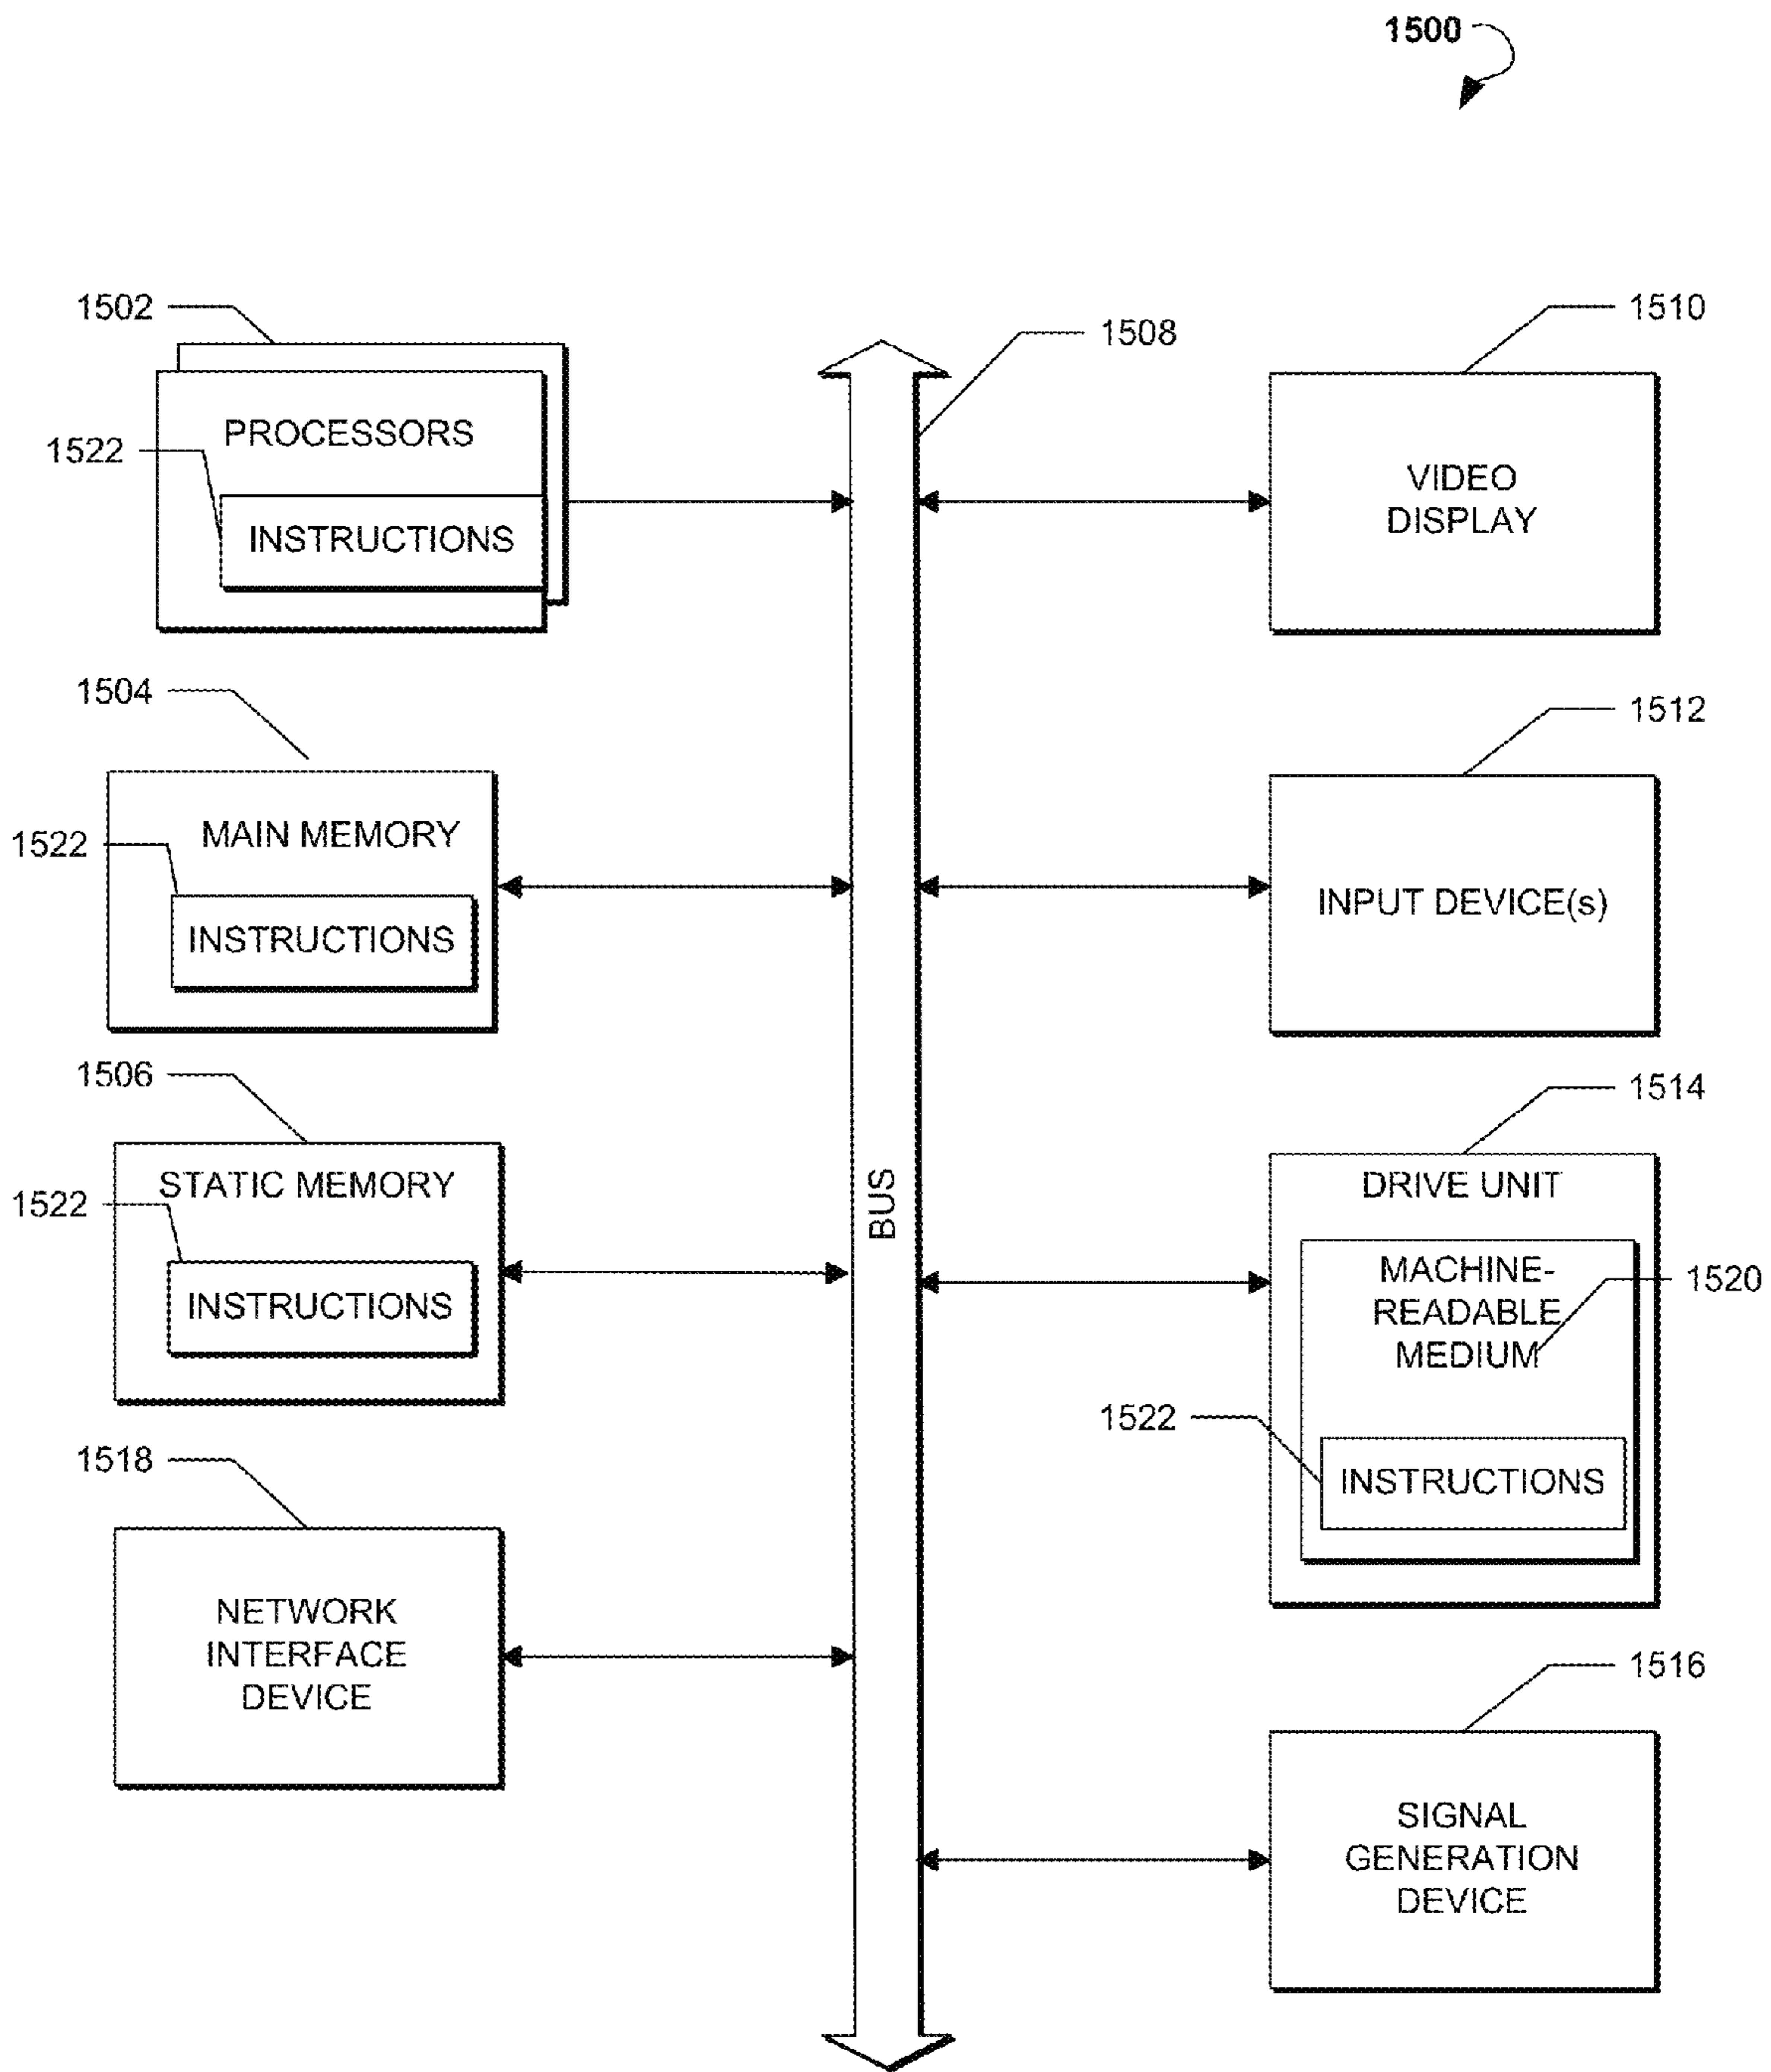 1500
1502
PROCESSORS
1522
INSTRUCTIONS
1504
MAIN MEMORY
1522
INSTRUCTIONS
1506
STATIC MEMORY
1522
INSTRUCTIONS
1518
NETWORK
INTERFACE
DEVICE
1508
BUS
1510
VIDEO
DISPLAY
1512
INPUT DEVICE(s)
1514
DRIVE UNIT
MACHINE-
READABLE
MEDIUM
1520
1522
INSTRUCTIONS
1516
SIGNAL
GENERATION
DEVICE